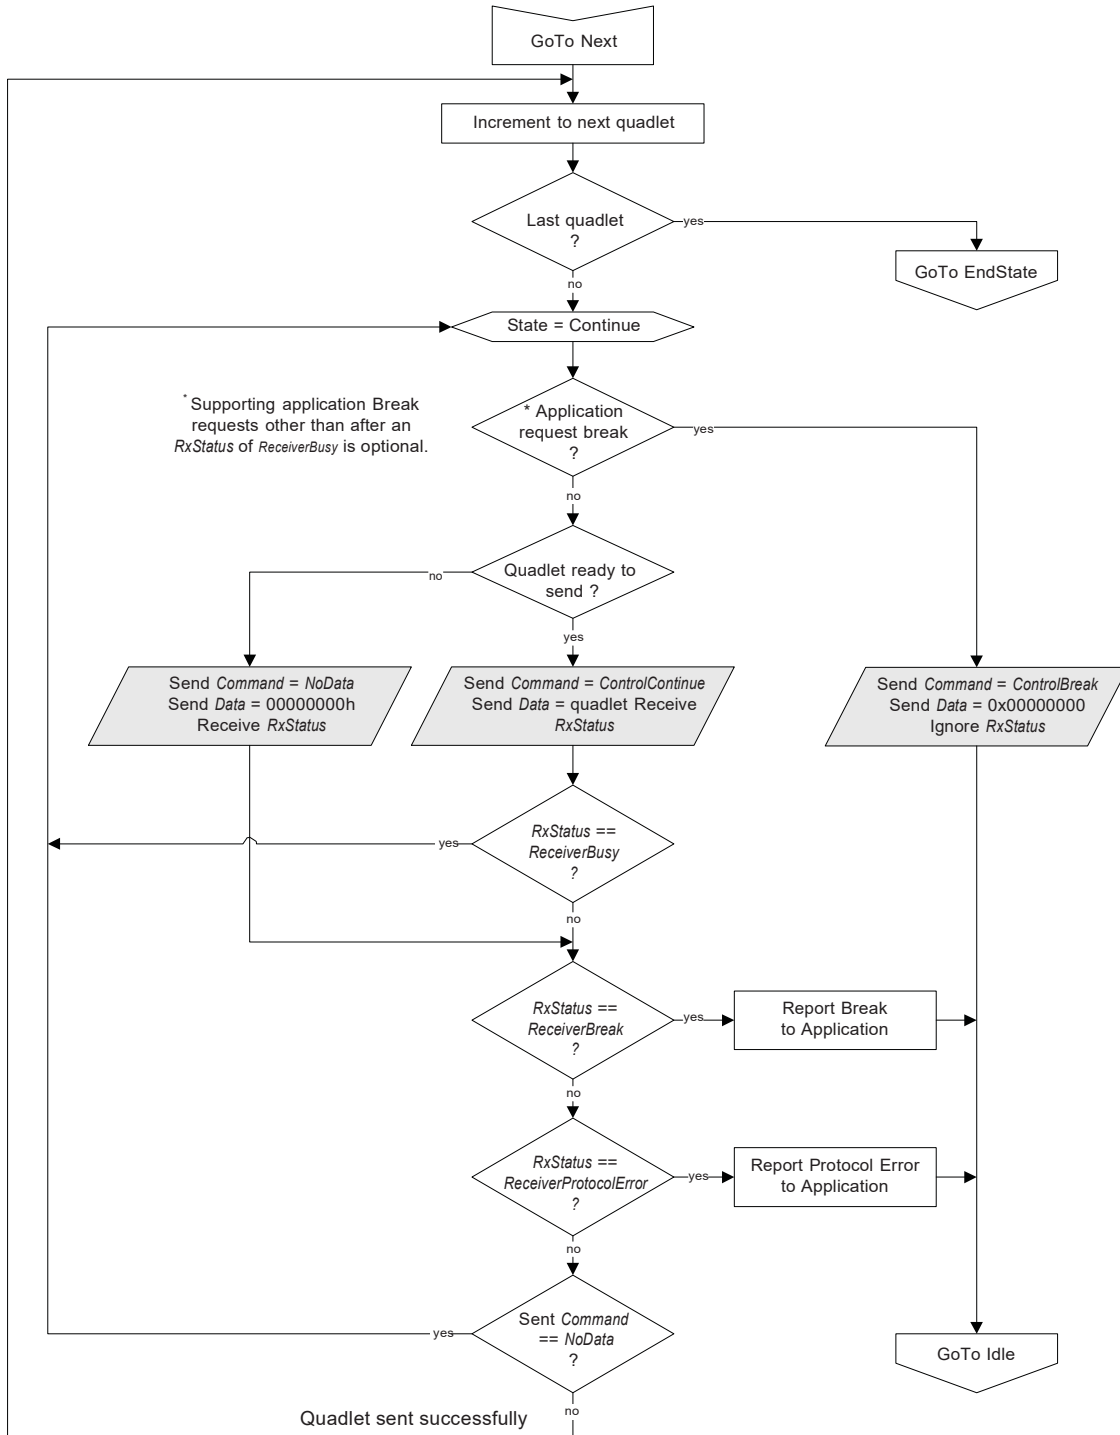 GoTo Next
Increment to next quadlet
Last quadlet
?
yes
GoTo EndState
no
State = Continue
* Supporting application Break
requests other than after an
RxStatus of ReceiverBusy is optional.
* Application
request break
?
yes
no
Quadlet ready to
send ?
no
yes
Send Command = NoData
Send Data = 00000000h
Receive RxStatus
Send Command = ControlContinue
Send Data = quadlet Receive
RxStatus
Send Command = ControlBreak
Send Data = 0x00000000
Ignore RxStatus
RxStatus ==
ReceiverBusy
?
yes
no
RxStatus ==
ReceiverBreak
?
yes
Report Break
to Application
no
RxStatus ==
ReceiverProtocolError
?
yes
Report Protocol Error
to Application
no
Sent Command
== NoData
?
yes
GoTo Idle
no
Quadlet sent successfully